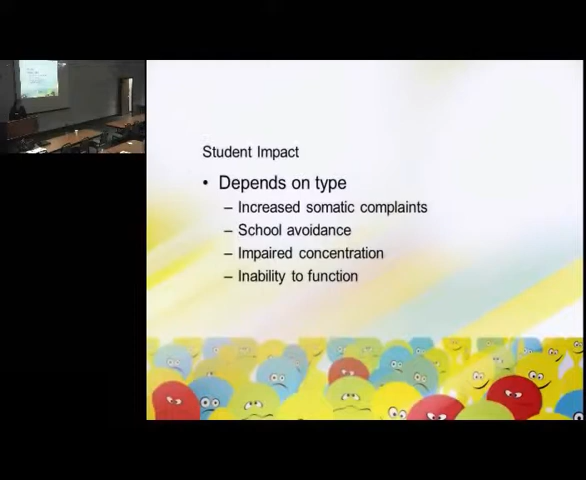 Student Impact
• Depends on type
– Increased somatic complaints
– School avoidance
– Impaired concentration
– Inability to function